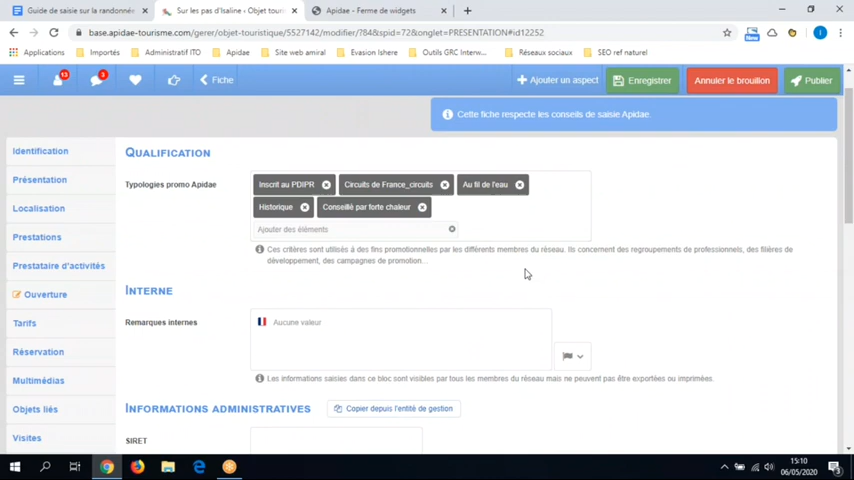 Guide de saisie sur la randonné
Sur les pas d'Isaline - Objet tour
Apidae - Ferme de widgets
base.apidae-tourisme.com/gerer/objet-touristique/5527142/modifier/?84&spid=72&onglet=PRESENTATION#id12252
Applications Importés Administratif ITO Apidae Site web amiral Evasion Ishere Outils GRC Interw... Réseaux sociaux SEO ref naturel
13 3 Fiche Ajouter un aspect Enregistrer Annuler le brouillon Publier
Cette fiche respecte les conseils de saisie Apidae.
Identification
Présentation
Localisation
Prestations
Prestataire d'activités
Ouverture
Tarifs
Réservation
Multimédias
Objets liés
Visites
QUALIFICATION
Typologies promo Apidae
Inscrit au PDIPR Circuits de France_circuits Au fil de l'eau
Historique Conseillé par forte chaleur
Ajouter des éléments
Ces critères sont utilisés à des fins promotionnelles par les différents membres du réseau. Ils concernent des regroupements de professionnels, des filières de
développement, des campagnes de promotion...
INTERNE
Remarques internes
Aucune valeur
Les informations saisies dans ce bloc sont visibles par tous les membres du réseau mais ne peuvent pas être exportées ou imprimées.
INFORMATIONS ADMINISTRATIVES Copier depuis l'entité de gestion
SIRET
15:10
06/05/2020
3